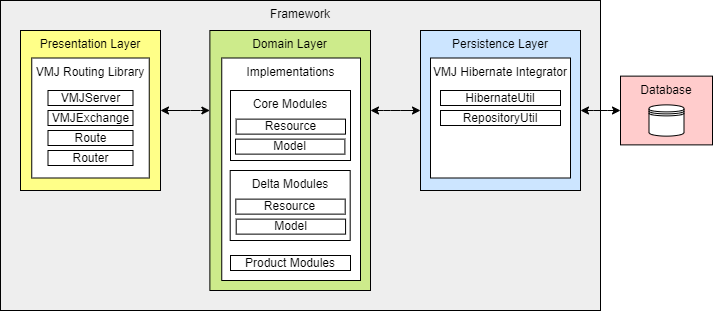 Framework
Presentation Layer
VMJ Routing Library
VMJServer
VMJExchange
Route
Router
Domain Layer
Implementations
Core Modules
Resource
Model
Delta Modules
Resource
Model
Product Modules
Persistence Layer
VMJ Hibernate Integrator
HibernateUtil
RepositoryUtil
Database